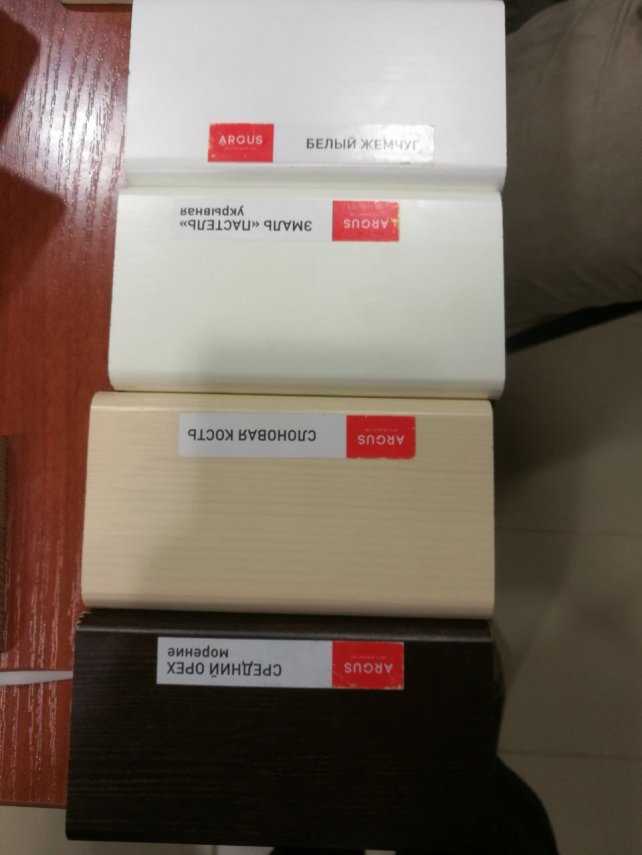 ARGUS
БЕЛЫЙ ЖЕМЧУГ
ARGUS
ЭМАЛЬ «ПАСТЕЛЬ»
укрывная
ARGUS
СЛОНОВАЯ КОСТЬ
ARGUS
СРЕДНИЙ ОРЕХ
морение